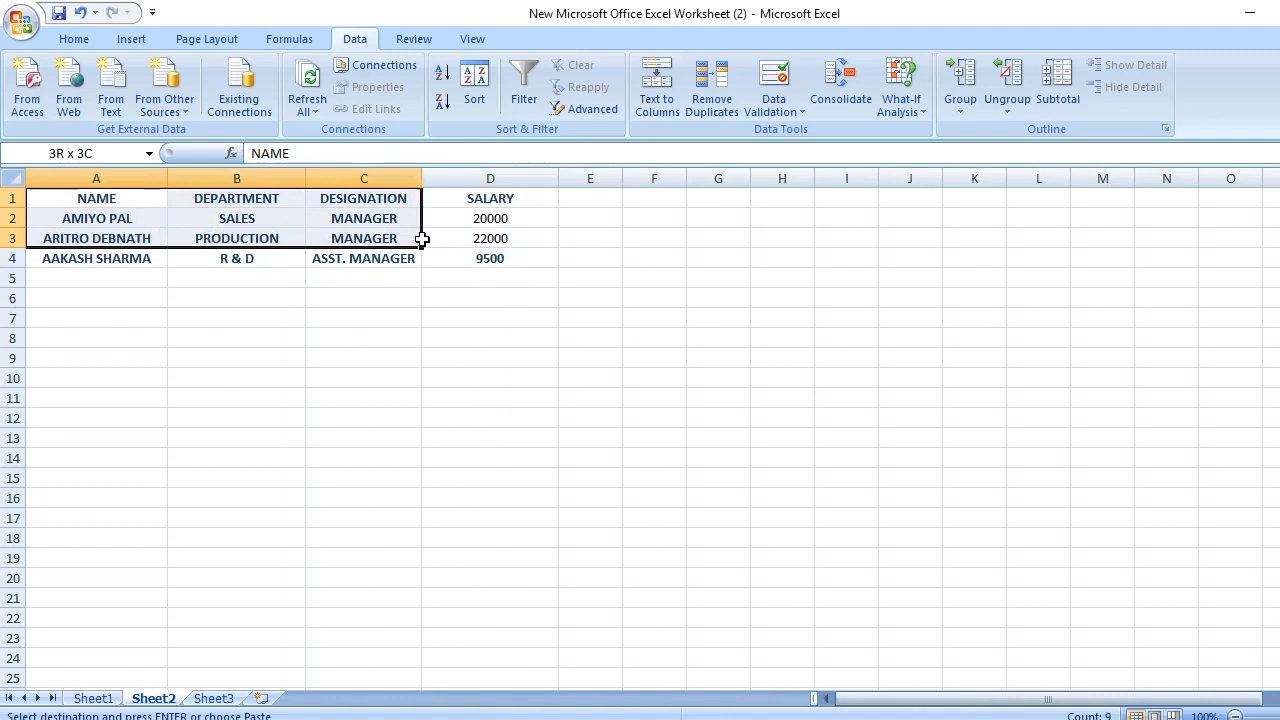 New Microsoft Office Excel Worksheet (2) - Microsoft Excel
Home Insert Page Layout Formulas Data Review View
From Access
From Web
From Text
From Other Sources
Existing Connections
Get External Data
Refresh All
Connections
Properties
Edit Links
Connections
Sort
Filter
Clear
Reapply
Advanced
Sort & Filter
Text to Columns
Remove Duplicates
Data Validation
Consolidate
What-If Analysis
Data Tools
Group
Ungroup
Subtotal
Show Detail
Hide Detail
Outline
3R x 3C fx NAME
A B C D E F G H I J K L M N O
1 NAME DEPARTMENT DESIGNATION SALARY
2 AMIYO PAL SALES MANAGER 20000
3 ARITRO DEBNATH PRODUCTION MANAGER 22000
4 AAKASH SHARMA R & D ASST. MANAGER 9500
5
6
7
8
9
10
11
12
13
14
15
16
17
18
19
20
21
22
23
24
25
Sheet1 Sheet2 Sheet3
Select destination and press ENTER or choose Paste Count: 9 100%